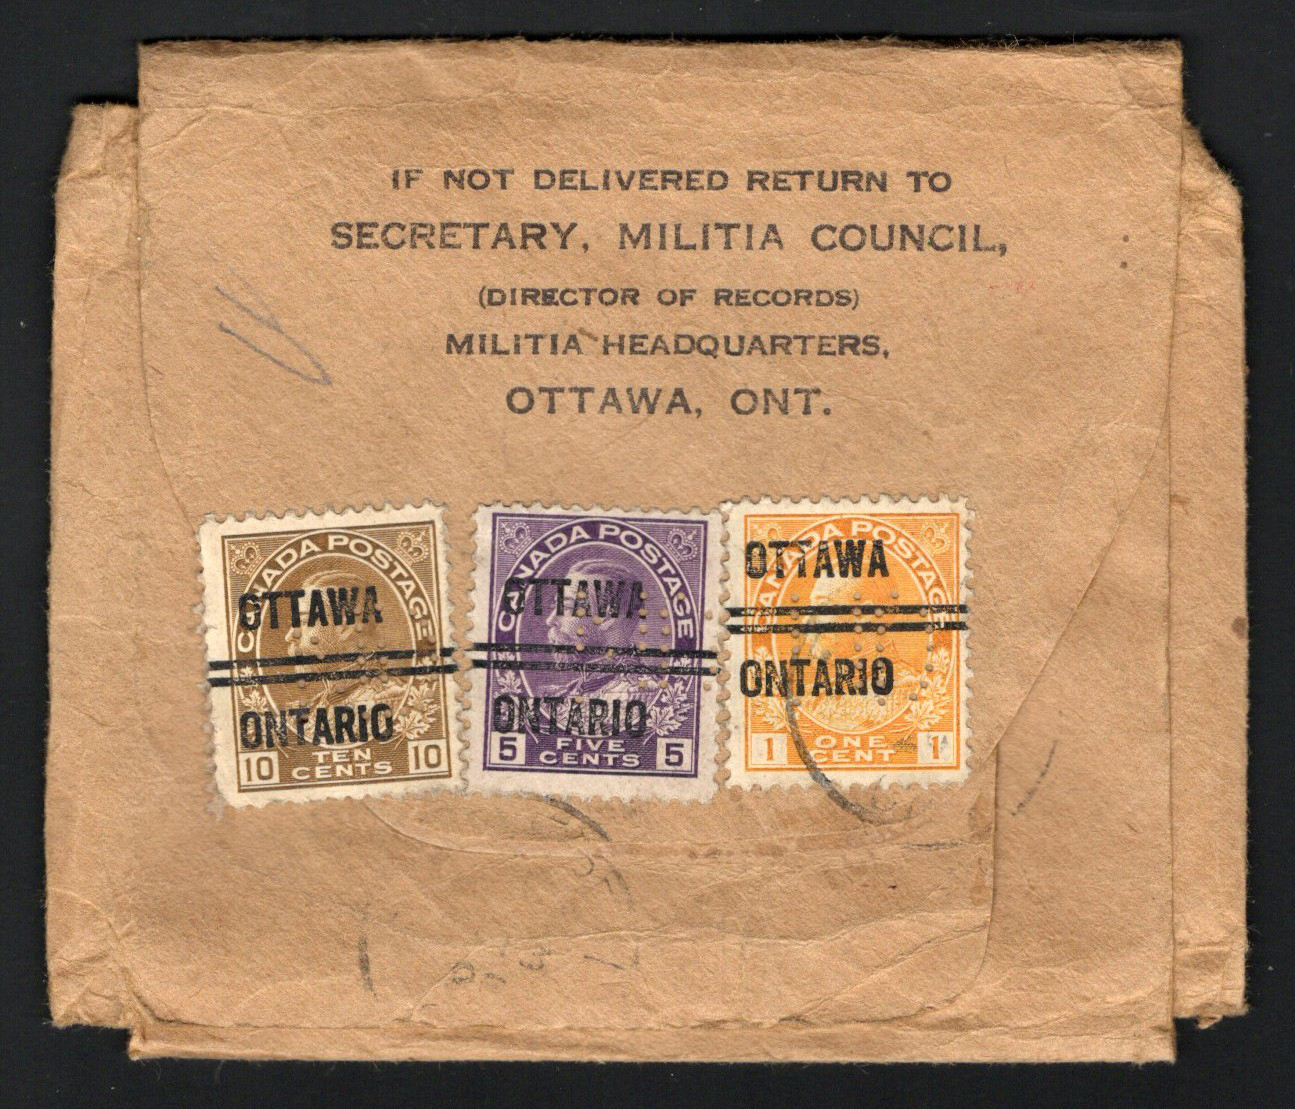 IF NOT DELIVERED RETURN TO
SECRETARY, MILITIA COUNCIL,
(DIRECTOR OF RECORDS)
MILITIA HEADQUARTERS,
OTTAWA, ONT.
CANADA POSTAGE
OTTAWA
ONTARIO
10 TEN CENTS 10
CANADA POSTAGE
OTTAWA
ONTARIO
5 FIVE CENTS 5
CANADA POSTAGE
OTTAWA
ONTARIO
1 ONE CENT 1